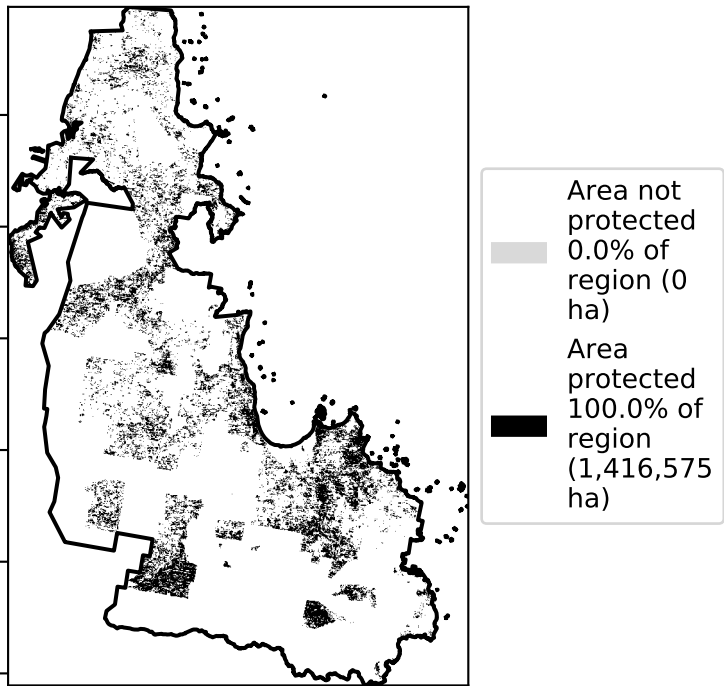 Area not
protected
0.0% of
region (0
ha)
Area
protected
100.0% of
region
(1,416,575
ha)